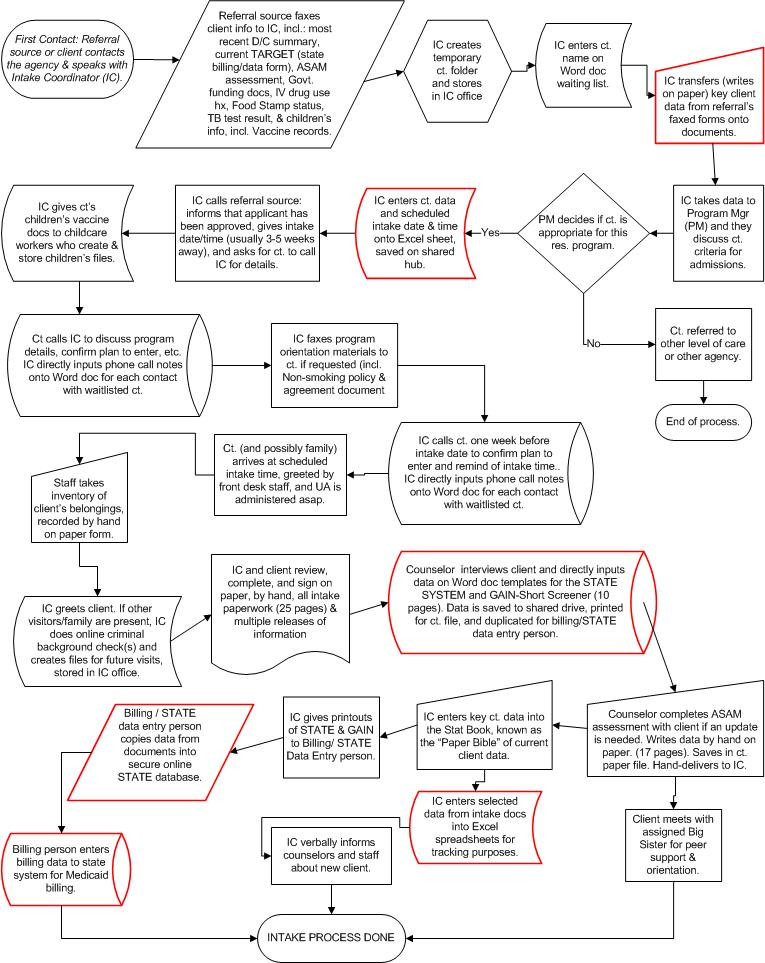 First Contact: Referral
source or client contacts
the agency & speaks with
Intake Coordinator (IC).
Referral source faxes
client info to IC, incl.: most
recent D/C summary,
current TARGET (state
billing/data form), ASAM
assessment, Govt.
funding docs, IV drug use
hx, Food Stamp status,
TB test result, & children's
info, incl. Vaccine records.
IC creates
temporary
ct. folder and
stores
in IC office
IC enters ct.
name on
Word doc
waiting list.
IC transfers (writes
on paper) key client
data from referral's
faxed forms onto
documents.
IC takes data to
Program Mgr
(PM) and they
discuss ct.
criteria for
admissions.
PM decides if ct. is
appropriate for this
res. program.
Yes
No
IC enters ct. data
and scheduled
intake date & time
onto Excel sheet,
saved on shared
hub.
IC calls referral source:
informs that applicant has
been approved, gives intake
date/time (usually 3-5 weeks
away), and asks for ct. to call
IC for details.
IC gives ct's
children's vaccine
docs to childcare
workers who create &
store children's files.
Ct. referred to
other level of care
or other agency.
End of process.
Ct calls IC to discuss program
details, confirm plan to enter, etc.
IC directly inputs phone call notes
onto Word doc for each contact
with waitlisted ct.
IC faxes program
orientation materials to
ct. if requested (incl.
Non-smoking policy &
agreement document
IC calls ct. one week before
intake date to confirm plan to
enter and remind of intake time..
IC directly inputs phone call notes
onto Word doc for each contact
with waitlisted ct.
Ct. (and possibly family)
arrives at scheduled
intake time, greeted by
front desk staff, and UA is
administered asap.
Staff takes
inventory of
client's belongings,
recorded by hand
on paper form.
IC greets client. If other
visitors/family are present, IC
does online criminal
background check(s) and
creates files for future visits,
stored in IC office.
IC and client review,
complete, and sign on
paper, by hand, all intake
paperwork (25 pages) &
multiple releases of
information
Counselor interviews client and directly inputs
data on Word doc templates for the STATE
SYSTEM and GAIN-Short Screener (10
pages). Data is saved to shared drive, printed
for ct. file, and duplicated for billing/STATE
data entry person.
Counselor completes ASAM
assessment with client if an update
is needed. Writes data by hand on
paper. (17 pages). Saves in ct.
paper file. Hand-delivers to IC.
IC enters key ct. data into
the Stat Book, known as
the "Paper Bible" of current
client data.
IC gives printouts
of STATE & GAIN
to Billing/ STATE
Data Entry person.
Billing / STATE
data entry person
copies data from
documents into
secure online
STATE database.
Billing person enters
billing data to state
system for Medicaid
billing.
IC enters selected
data from intake docs
into Excel
spreadsheets for
tracking purposes.
IC verbally informs
counselors and staff
about new client.
Client meets with
assigned Big
Sister for peer
support &
orientation.
INTAKE PROCESS DONE